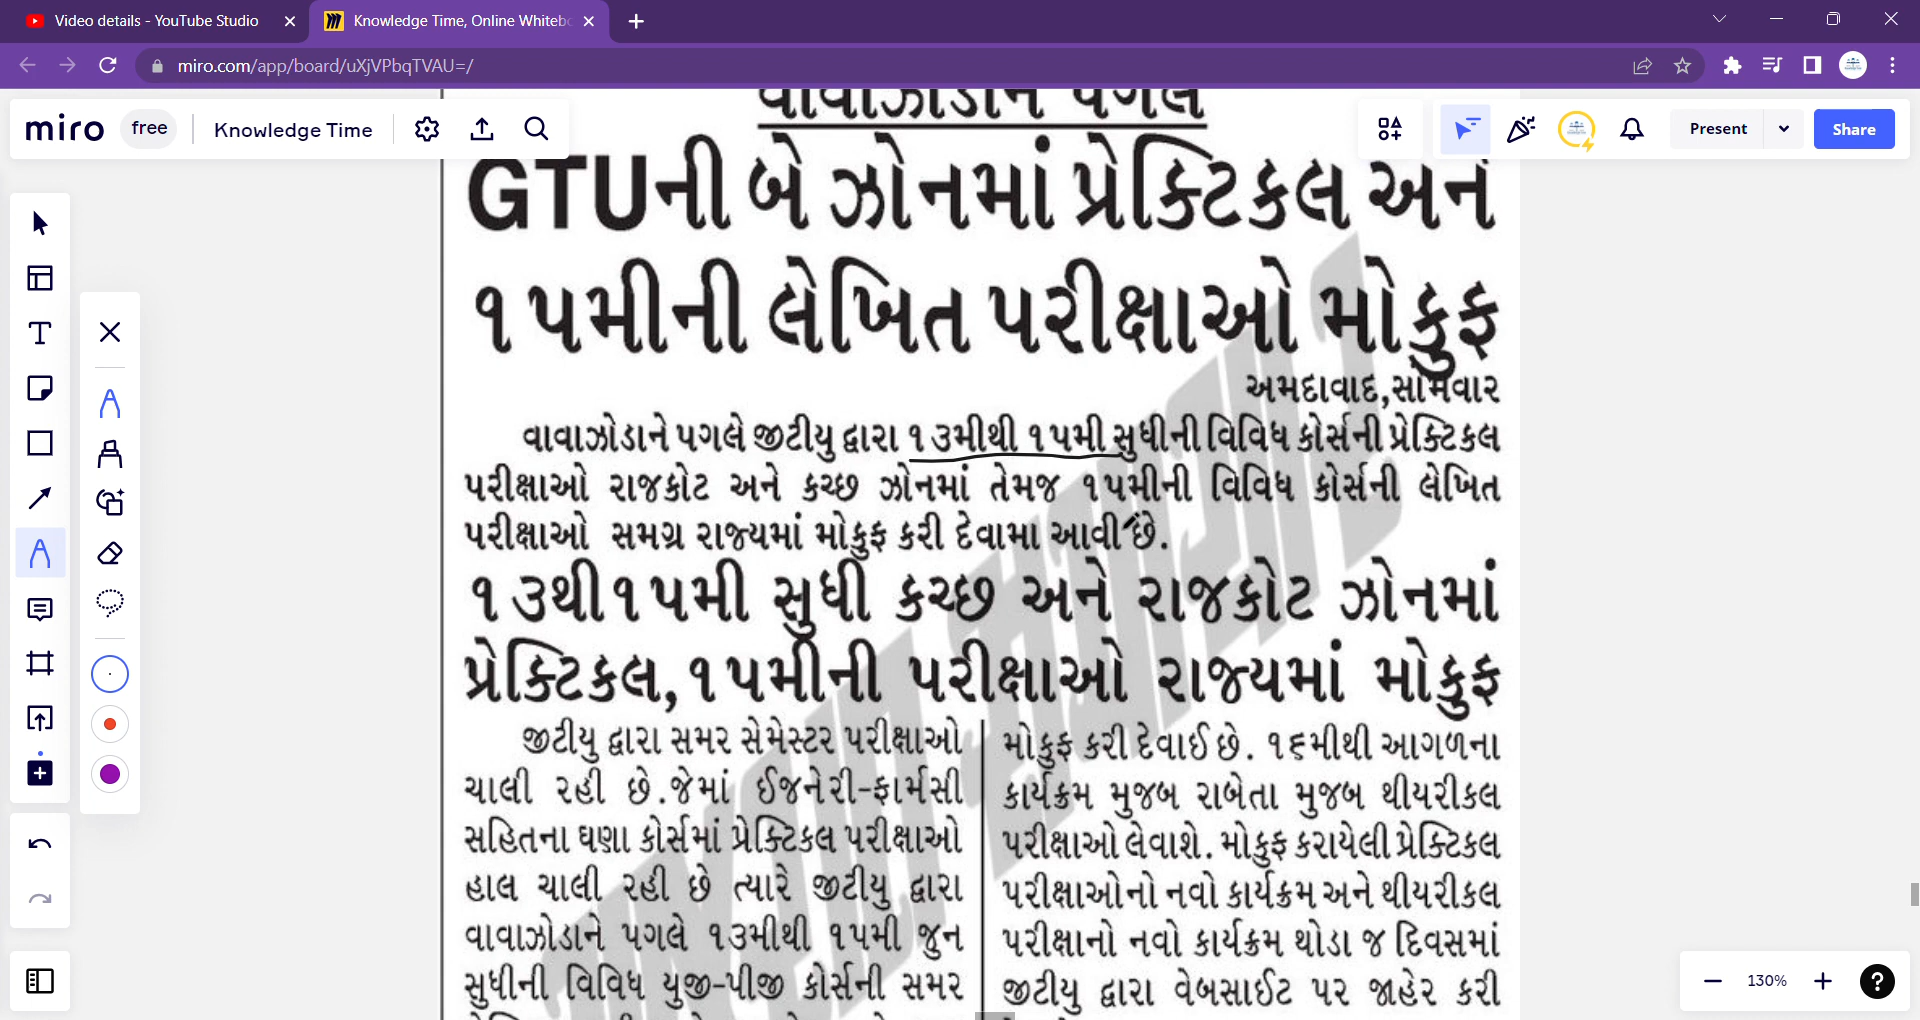 Video details - YouTube Studio
Knowledge Time, Online Whitebo
miro.com/app/board/uXjVPbqTVAU=/
miro free Knowledge Time
Present Share
વાવાઝોડાને પગલે
GTUની બે ઝોનમાં પ્રેક્ટિકલ અને
૧૫મીની લેખિત પરીક્ષાઓ મોકુફ
અમદાવાદ,સોમવાર
વાવાઝોડાને પગલે જીટીયુ દ્વારા ૧૩મીથી ૧૫મી સુધીની વિવિધ કોર્સની પ્રેક્ટિકલ
પરીક્ષાઓ રાજકોટ અને કચ્છ ઝોનમાં તેમજ ૧૫મીની વિવિધ કોર્સની લેખિત
પરીક્ષાઓ સમગ્ર રાજ્યમાં મોકુફ કરી દેવામા આવી છે.
૧૩થી૧૫મી સુધી કચ્છ અને રાજકોટ ઝોનમાં
પ્રેક્ટિકલ,૧૫મીની પરીક્ષાઓ રાજ્યમાં મોકુફ
જીટીયુ દ્વારા સમર સેમેસ્ટર પરીક્ષાઓ
ચાલી રહી છે.જેમાં ઈજનેરી-ફાર્મસી
સહિતના ઘણા કોર્સમાં પ્રેક્ટિકલ પરીક્ષાઓ
હાલ ચાલી રહી છે ત્યારે જીટીયુ દ્વારા
વાવાઝોડાને પગલે ૧૩મીથી ૧૫મી જુન
સુધીની વિવિધ યુજી-પીજી કોર્સની સમર
મોકુફ કરી દેવાઈ છે. ૧૬મીથી આગળના
કાર્યક્રમ મુજબ રાબેતા મુજબ થીયરીકલ
પરીક્ષાઓ લેવાશે. મોકુફ કરાયેલી પ્રેક્ટિકલ
પરીક્ષાઓનો નવો કાર્યક્રમ અને થીયરીકલ
પરીક્ષાનો નવો કાર્યક્રમ થોડા જ દિવસમાં
જીટીયુ દ્વારા વેબસાઈટ પર જાહેર કરી
130%